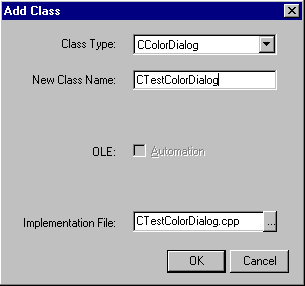 Add Class
Class Type: CColorDialog
New Class Name: CTestColorDialog
OLE: Automation
Implementation File: CTestColorDialog.cpp ...
OK Cancel